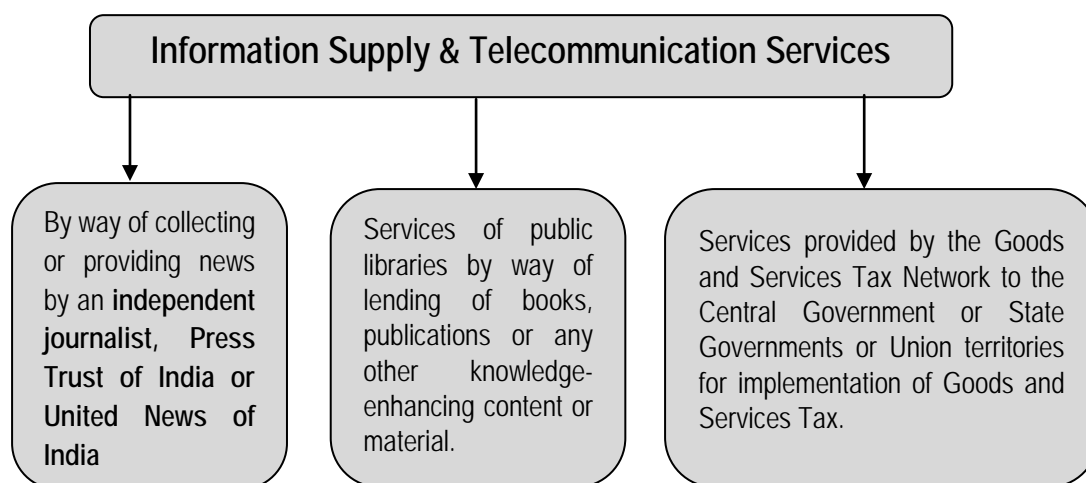 Information Supply & Telecommunication Services
By way of collecting
or providing news
by an independent
journalist, Press
Trust of India or
United News of
India
Services of public
libraries by way of
lending of books,
publications or any
other knowledge-
enhancing content or
material.
Services provided by the Goods
and Services Tax Network to the
Central Government or State
Governments or Union territories
for implementation of Goods and
Services Tax.